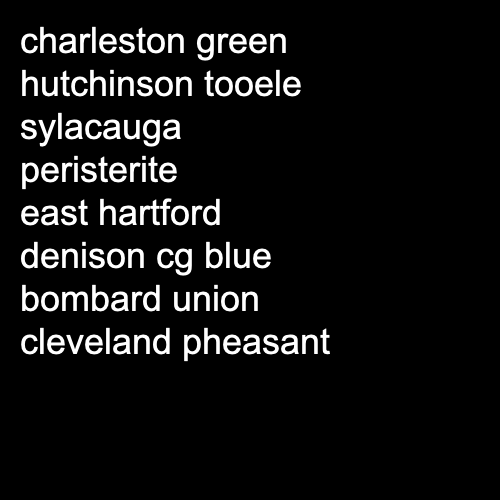 charleston green
hutchinson tooele
sylacauga
peristerite
east hartford
denison cg blue
bombard union
cleveland pheasant